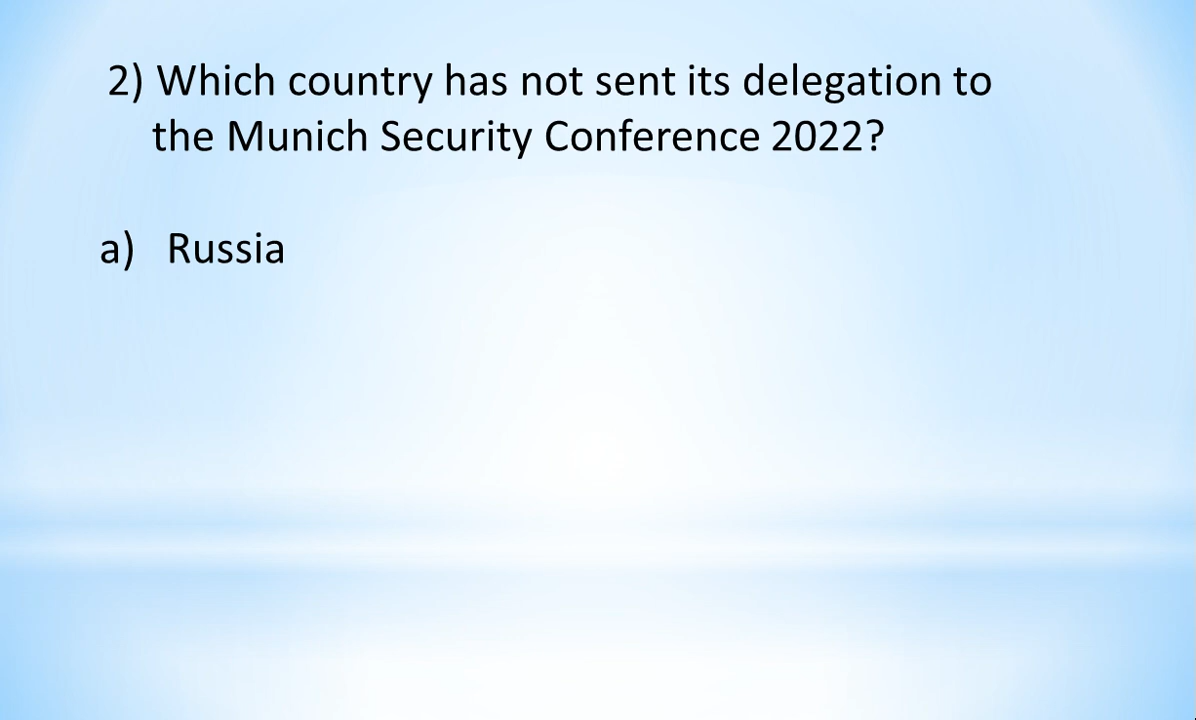 2) Which country has not sent its delegation to
the Munich Security Conference 2022?
a) Russia